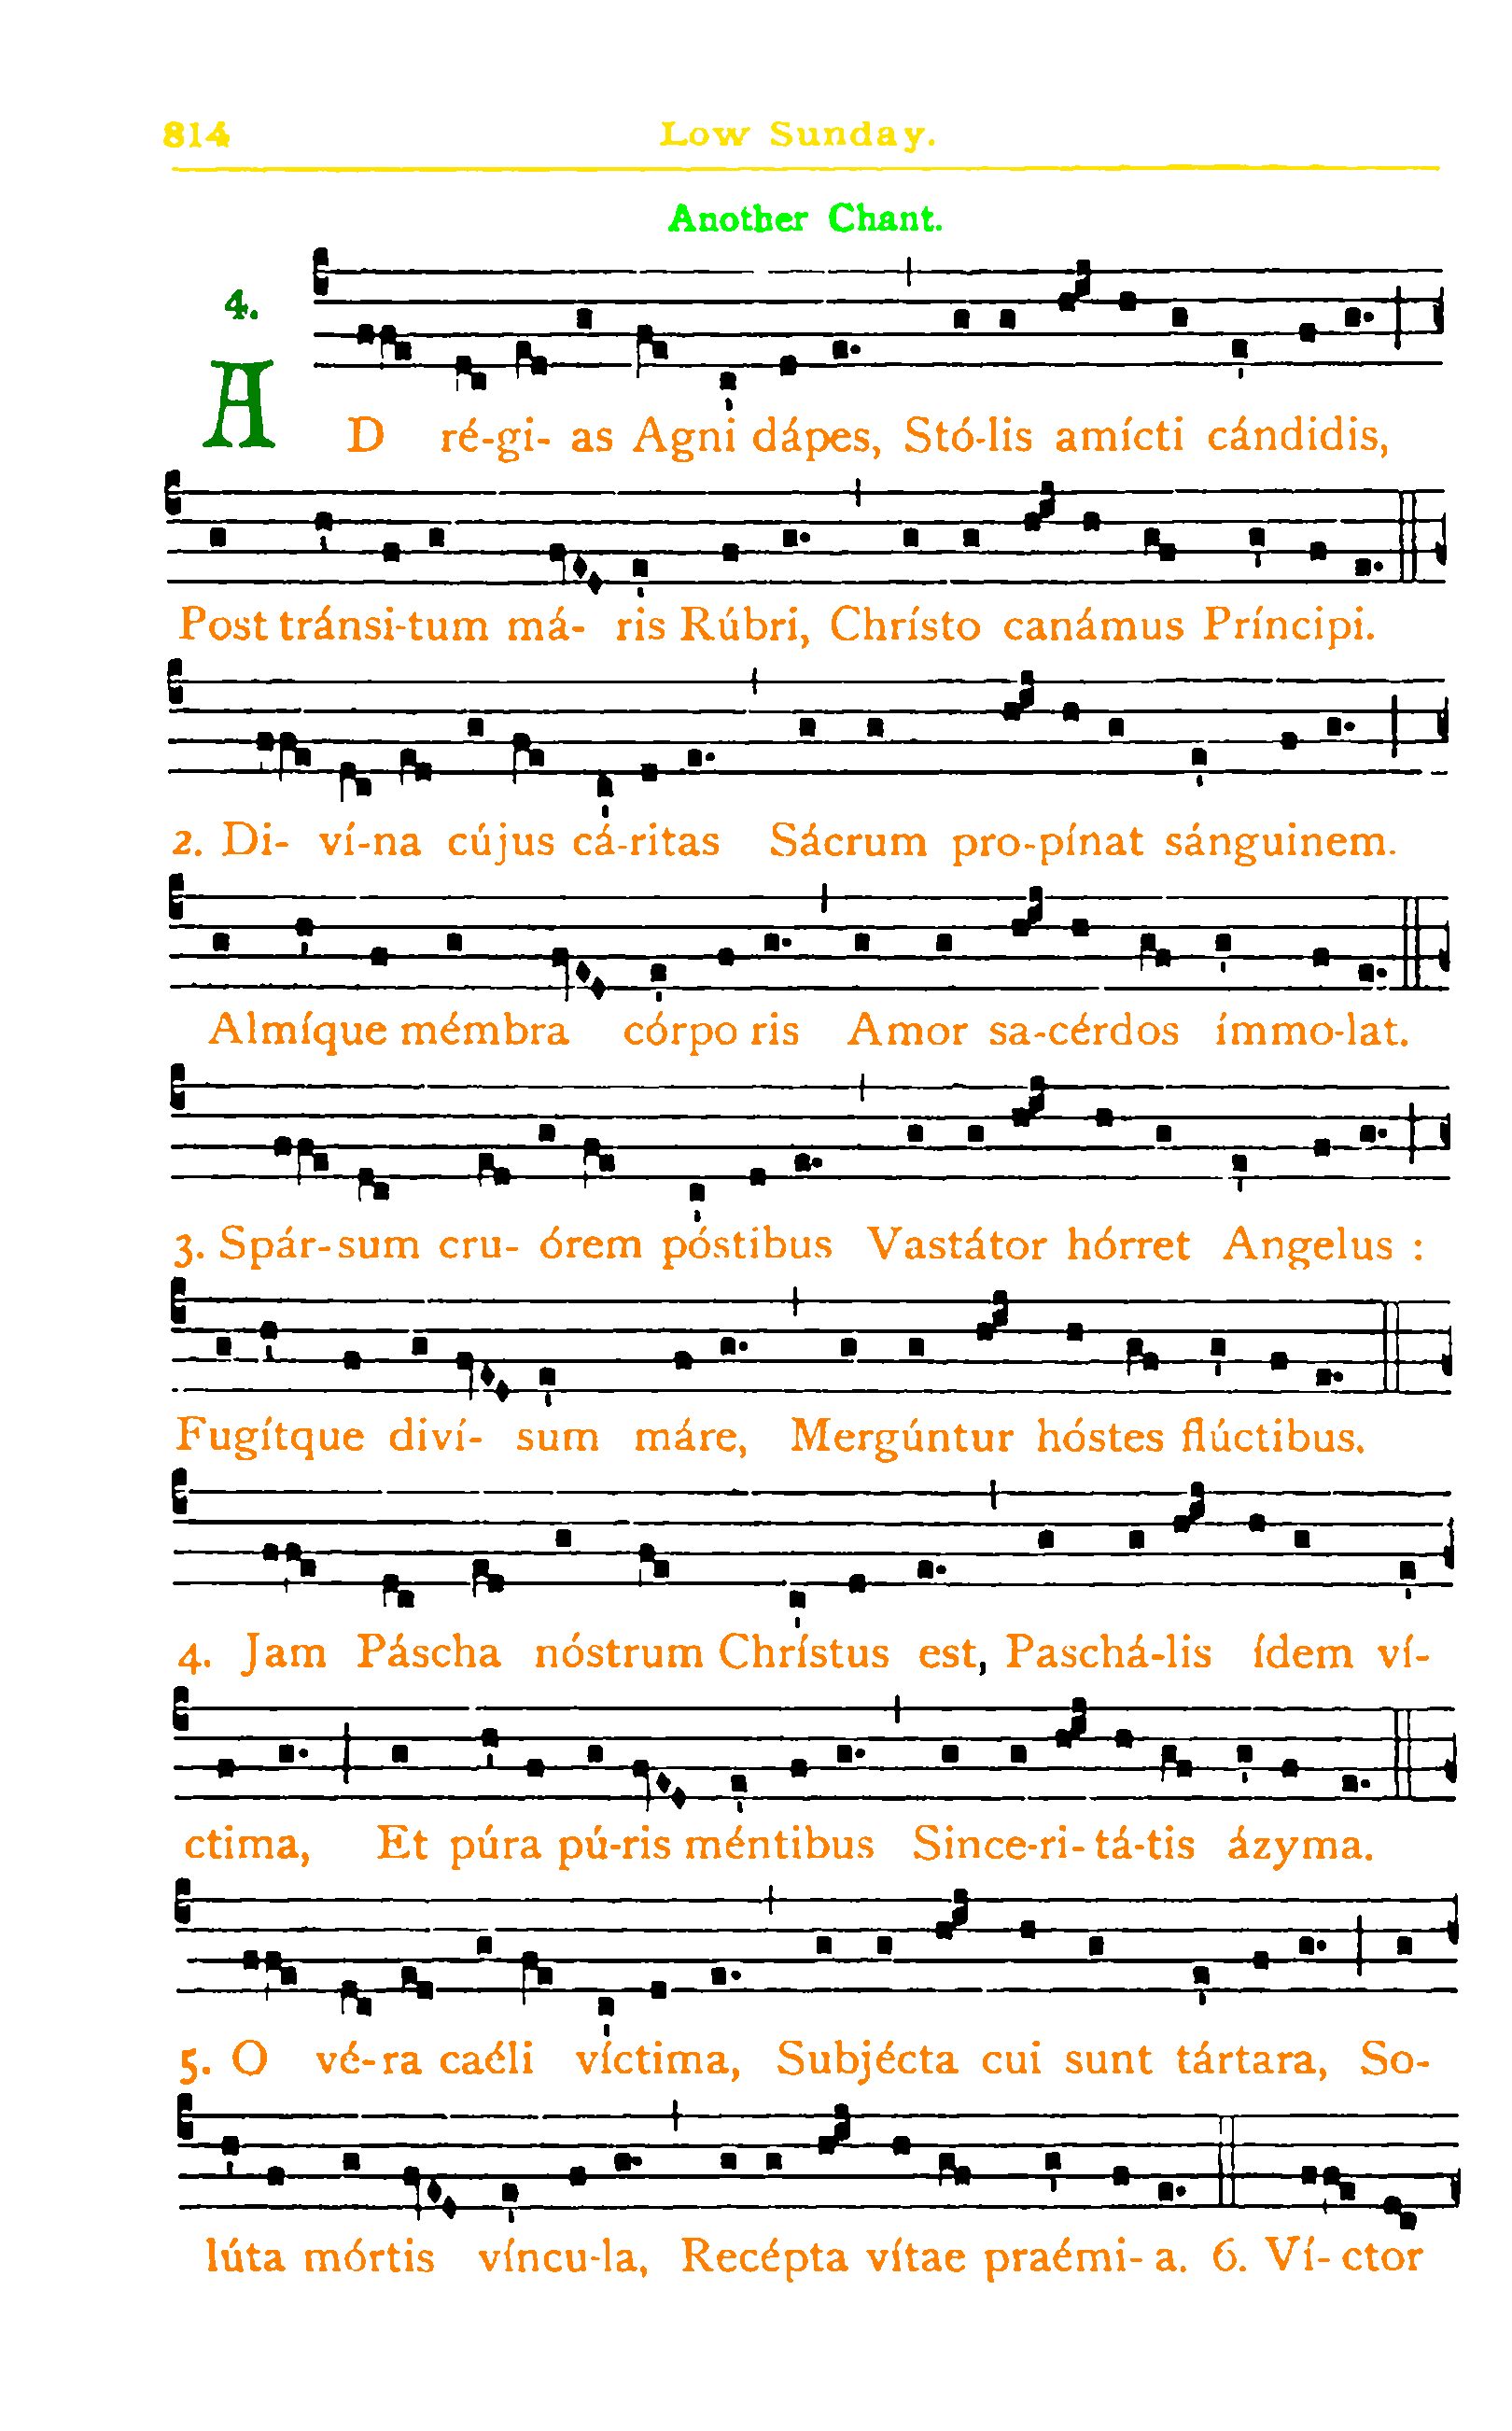 814 Low Sunday.
Another Chant.
4.
AD ré-gi- as Agni dápes, Stó-lis amícti cándidis,
Post tránsi-tum má- ris Rúbri, Chrísto canámus Príncipi.
2. Di- ví-na cújus cá-ritas Sácrum pro-pínat sánguinem.
Almíque mémbra córpo ris Amor sa-cérdos ímmo-lat.
3. Spár-sum cru- órem póstibus Vastátor hórret Angelus :
Fugítque diví- sum máre, Mergúntur hóstes flúctibus.
4. Jam Páscha nóstrum Chrístus est, Paschá-lis ídem ví-
ctima, Et púra pú-ris méntibus Since-ri- tá-tis ázyma.
5. O vé-ra caéli víctima, Subjécta cui sunt tártara, So-
lúta mórtis víncu-la, Recépta vítae praémi- a. 6. Ví- ctor